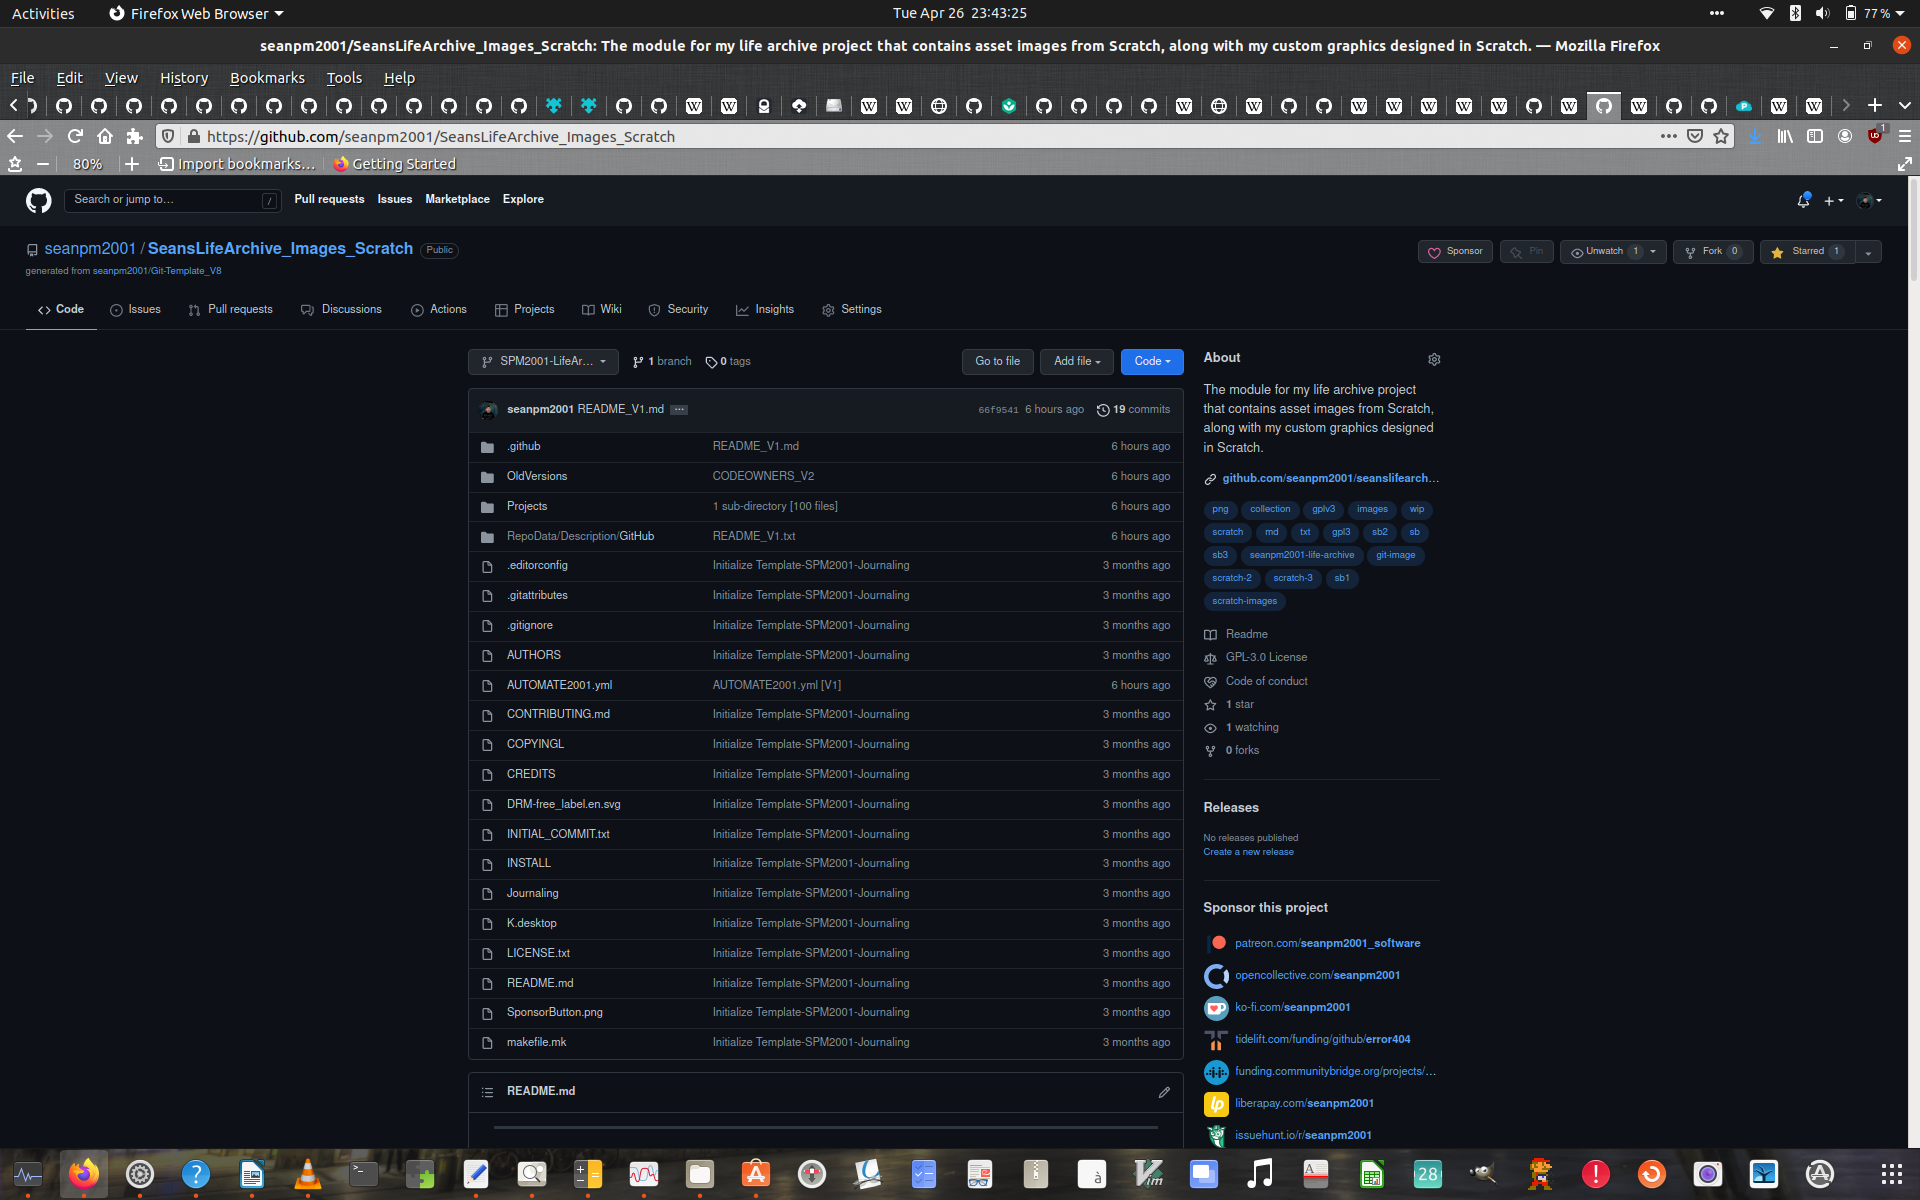 Activities Firefox Web Browser Tue Apr 26 23:43:25 77 %
seanpm2001/SeansLifeArchive_Images_Scratch: The module for my life archive project that contains asset images from Scratch, along with my custom graphics designed in Scratch. — Mozilla Firefox
File Edit View History Bookmarks Tools Help
https://github.com/seanpm2001/SeansLifeArchive_Images_Scratch
80% Import bookmarks… Getting Started
Search or jump to… / Pull requests Issues Marketplace Explore
seanpm2001 / SeansLifeArchive_Images_Scratch Public
Sponsor Pin Unwatch 1 Fork 0 Starred 1
generated from seanpm2001/Git-Template_V8
Code Issues Pull requests Discussions Actions Projects Wiki Security Insights Settings
SPM2001-LifeAr… 1 branch 0 tags Go to file Add file Code
seanpm2001 README_V1.md … 66f9541 6 hours ago 19 commits
.github README_V1.md 6 hours ago
OldVersions CODEOWNERS_V2 6 hours ago
Projects 1 sub-directory [100 files] 6 hours ago
RepoData/Description/GitHub README_V1.txt 6 hours ago
.editorconfig Initialize Template-SPM2001-Journaling 3 months ago
.gitattributes Initialize Template-SPM2001-Journaling 3 months ago
.gitignore Initialize Template-SPM2001-Journaling 3 months ago
AUTHORS Initialize Template-SPM2001-Journaling 3 months ago
AUTOMATE2001.yml AUTOMATE2001.yml [V1] 6 hours ago
CONTRIBUTING.md Initialize Template-SPM2001-Journaling 3 months ago
COPYINGL Initialize Template-SPM2001-Journaling 3 months ago
CREDITS Initialize Template-SPM2001-Journaling 3 months ago
DRM-free_label.en.svg Initialize Template-SPM2001-Journaling 3 months ago
INITIAL_COMMIT.txt Initialize Template-SPM2001-Journaling 3 months ago
INSTALL Initialize Template-SPM2001-Journaling 3 months ago
Journaling Initialize Template-SPM2001-Journaling 3 months ago
K.desktop Initialize Template-SPM2001-Journaling 3 months ago
LICENSE.txt Initialize Template-SPM2001-Journaling 3 months ago
README.md Initialize Template-SPM2001-Journaling 3 months ago
SponsorButton.png Initialize Template-SPM2001-Journaling 3 months ago
makefile.mk Initialize Template-SPM2001-Journaling 3 months ago
README.md
About
The module for my life archive project
that contains asset images from Scratch,
along with my custom graphics designed
in Scratch.
github.com/seanpm2001/seanslifearch…
png collection gplv3 images wip
scratch md txt gpl3 sb2 sb
sb3 seanpm2001-life-archive git-image
scratch-2 scratch-3 sb1
scratch-images
Readme
GPL-3.0 License
Code of conduct
1 star
1 watching
0 forks
Releases
No releases published
Create a new release
Sponsor this project
patreon.com/seanpm2001_software
opencollective.com/seanpm2001
ko-fi.com/seanpm2001
tidelift.com/funding/github/error404
funding.communitybridge.org/projects/…
liberapay.com/seanpm2001
issuehunt.io/r/seanpm2001
28